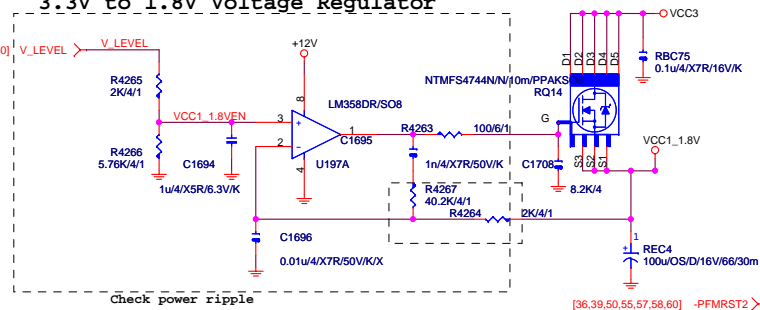 3.3V to 1.8V Voltage Regulator
0] V_LEVEL V_LEVEL
+12V
VCC3
D1 D2 D3 D4 D5
RBC75
0.1u/4/X7R/16V/K
R4265
2K/4/1
NTMFS4744N/N/10m/PPAKSO
RQ14
LM358DR/SO8
VCC1_1.8VEN
8
3
2
1
4
+
-
C1695
U197A
R4263
100/6/1
G
S3 S2 S1
VCC1_1.8V
R4266
5.76K/4/1
C1694
1u/4/X5R/6.3V/K
1n/4/X7R/50V/K
C1708
8.2K/4
R4267
40.2K/4/1
R4264
2K/4/1
C1696
0.01u/4/X7R/50V/K/X
1
+
REC4
100u/OS/D/16V/66/30m
Check power ripple
[36,39,50,55,57,58,60] -PFMRST2